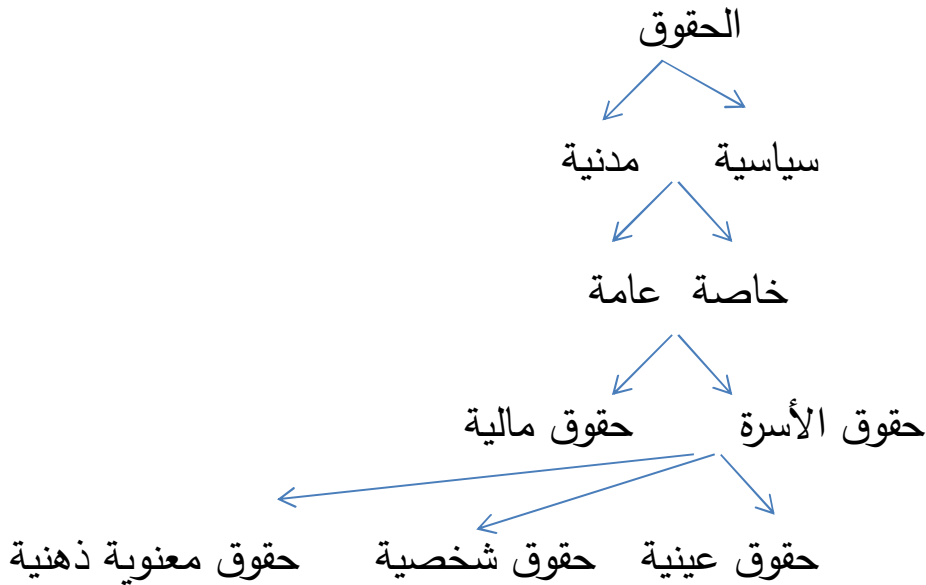 الحقوق
سياسية مدنية
خاصة عامة
حقوق الأسرة حقوق مالية
حقوق عينية حقوق شخصية حقوق معنوية ذهنية